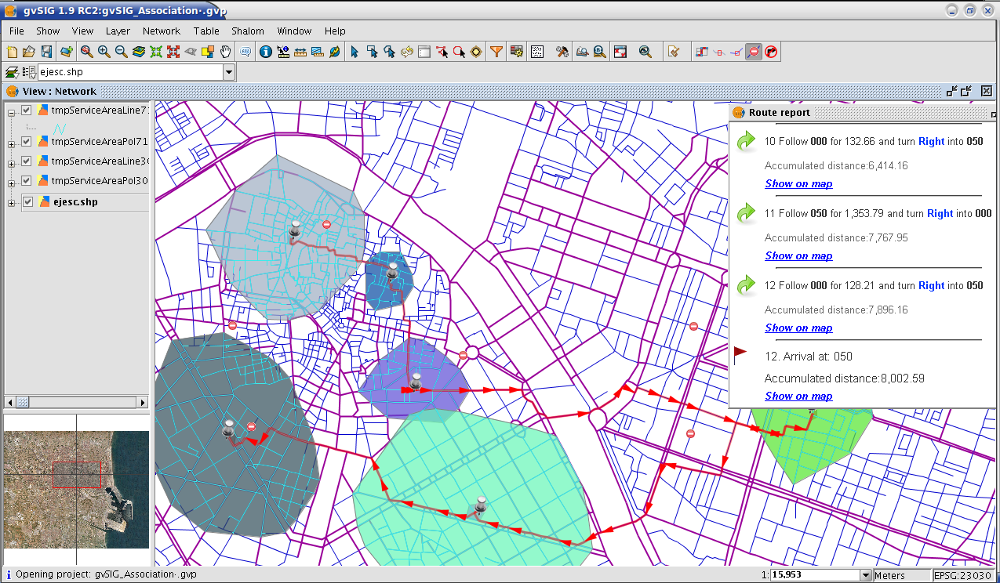 gvSIG 1.9 RC2:gvSIG_Association·.gvp
File Show View Layer Network Table Shalom Window Help
ejesc.shp
View : Network
tmpServiceAreaLine71
tmpServiceAreaPol71
tmpServiceAreaLine30
tmpServiceAreaPol30
ejesc.shp
Route report
10 Follow 000 for 132.66 and turn Right into 050
Accumulated distance:6,414.16
Show on map
11 Follow 050 for 1,353.79 and turn Right into 000
Accumulated distance:7,767.95
Show on map
12 Follow 000 for 128.21 and turn Right into 050
Accumulated distance:7,896.16
Show on map
12. Arrival at: 050
Accumulated distance:8,002.59
Show on map
Opening project: gvSIG_Association·.gvp
1: 15,953 Meters EPSG:23030